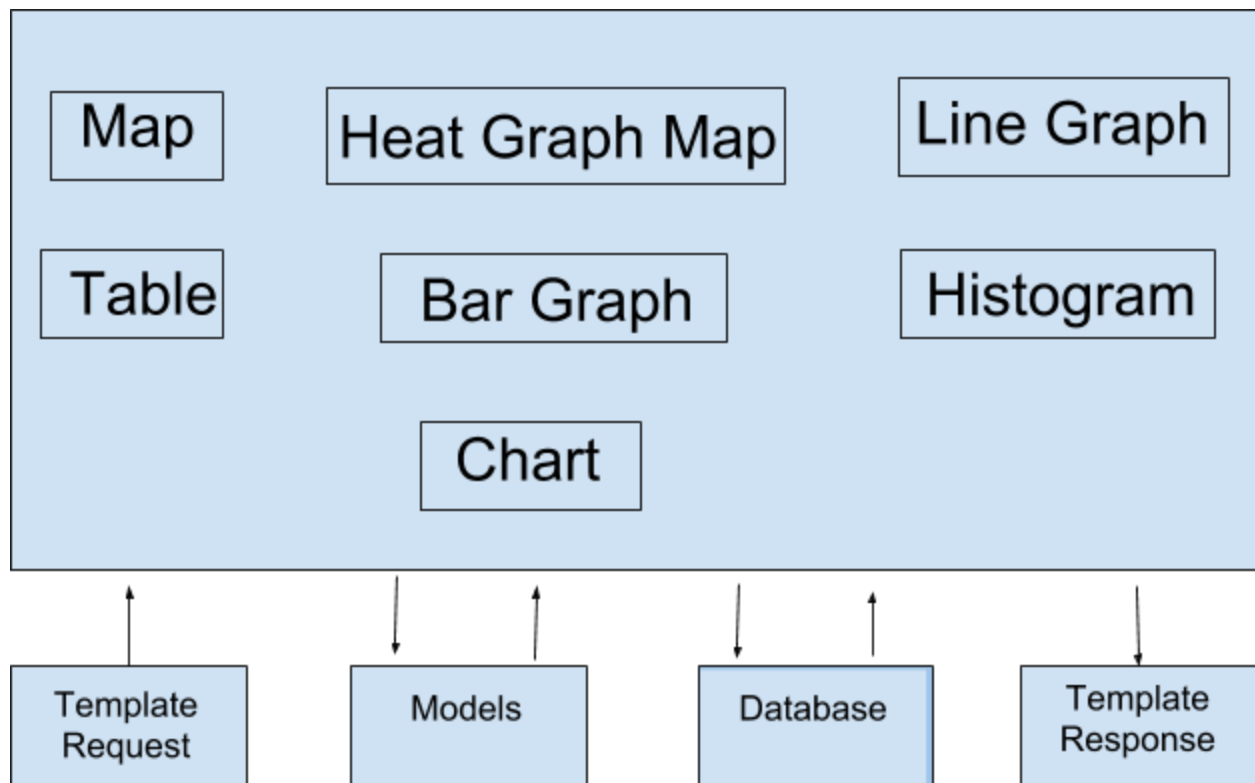 Map
Heat Graph Map
Line Graph
Table
Bar Graph
Histogram
Chart
Template
Request
Models
Database
Template
Response